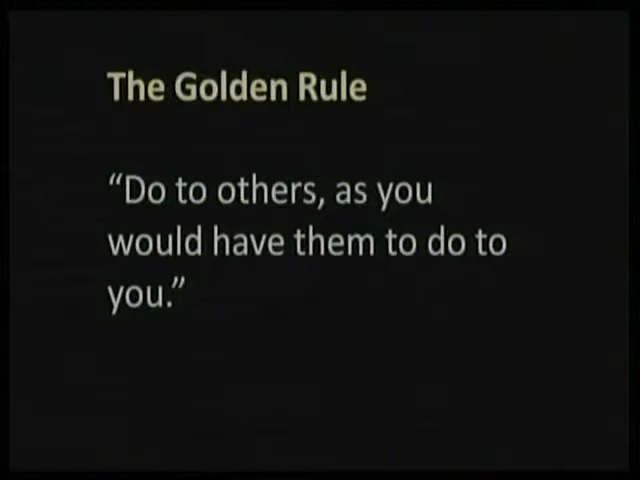 The Golden Rule
“Do to others, as you
would have them to do to
you.”